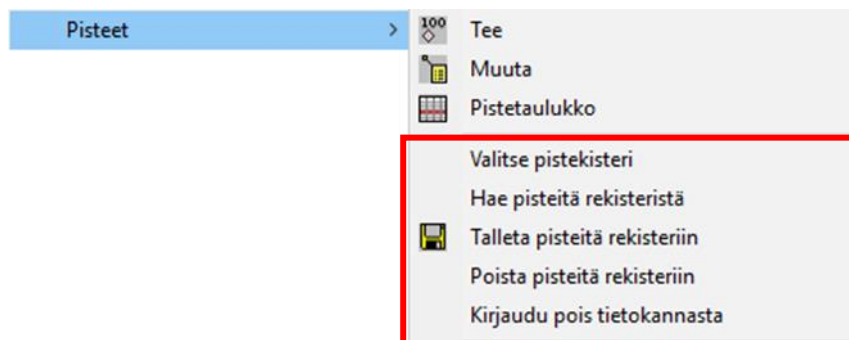 Pisteet >
100 Tee
Muuta
Pistetaulukko
Valitse pistekisteri
Hae pisteitä rekisteristä
Talleta pisteitä rekisteriin
Poista pisteitä rekisteriin
Kirjaudu pois tietokannasta